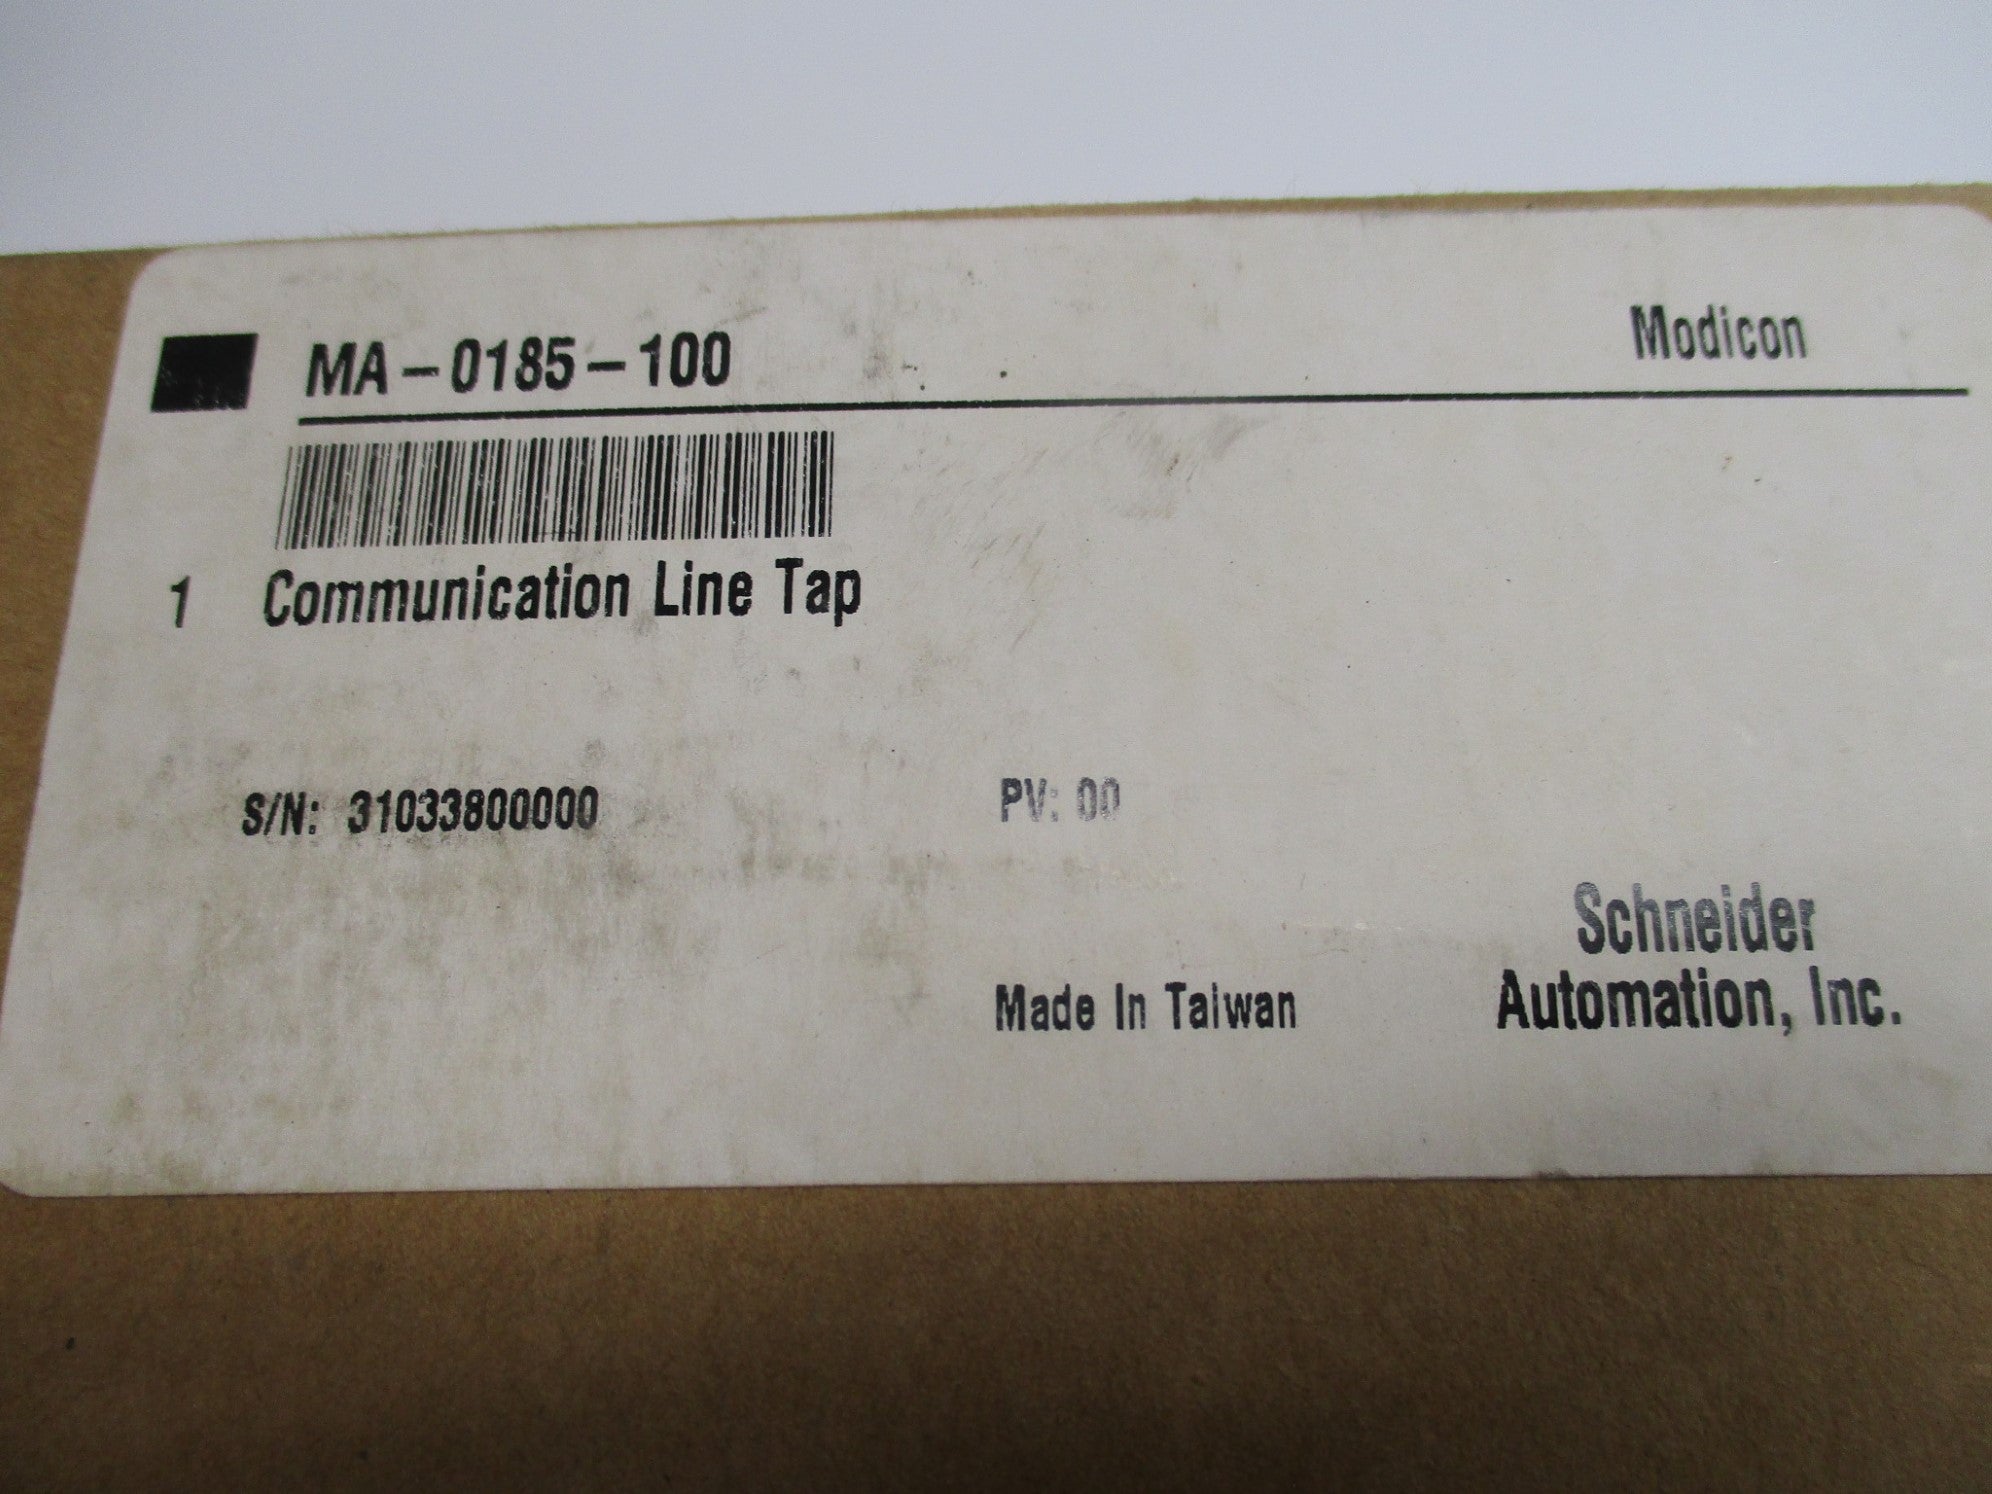 MA-0185-100 Modicon
1 Communication Line Tap
S/N: 31033800000 PV: 00
Schneider
Made In Taiwan Automation, Inc.